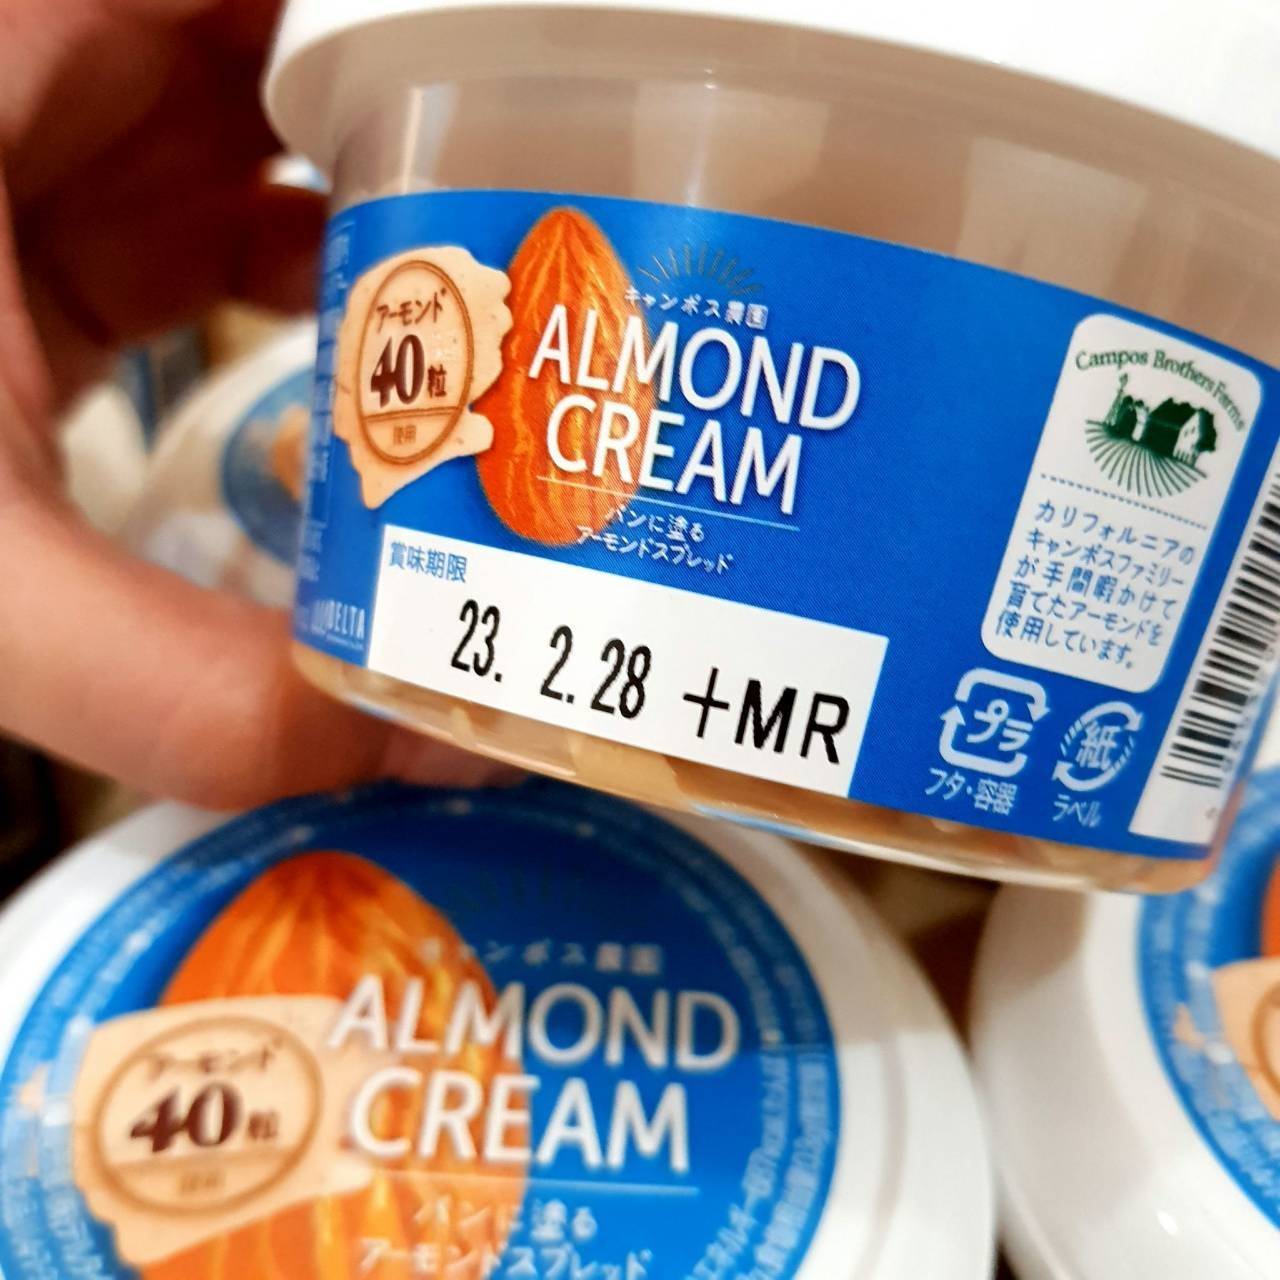 アーモンド
40粒
使用
キャンポス農園
ALMOND
CREAM
パンに塗る
アーモンドスプレッド
賞味期限
23. 2. 28 +MR
DELTA
Campos Brothers Farms
カリフォルニアの
キャンポスファミリー
が手間暇かけて
育てたアーモンドを
使用しています。
プラ
フタ・容器
紙
ラベル
キャンポス農園
ALMOND
CREAM
アーモンド
40粒
使用
パンに塗る
アーモンドスプレッド